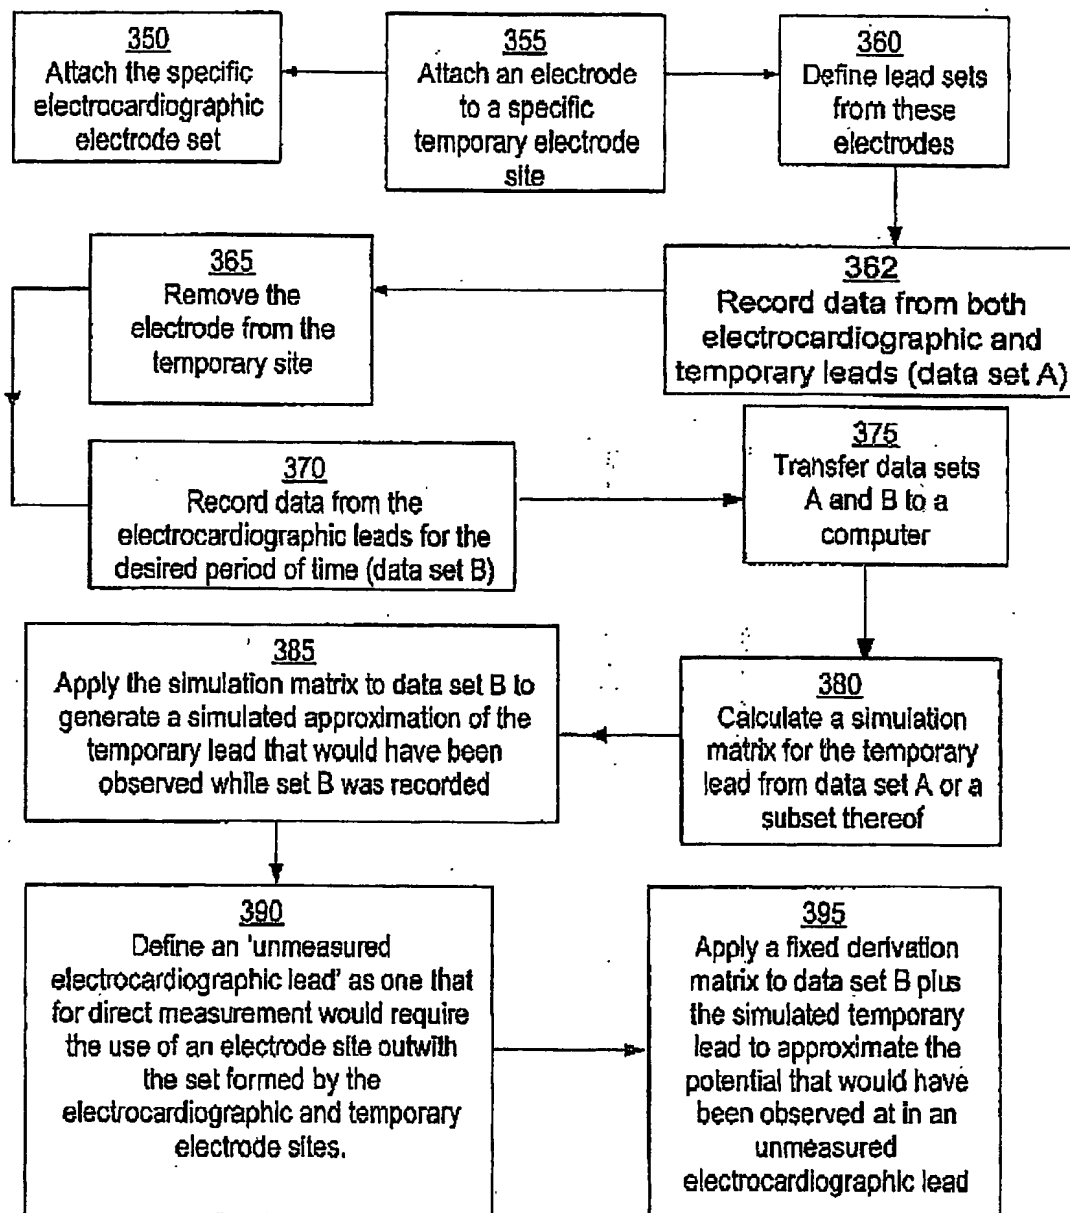 350
Attach the specific
electrocardiographic
electrode set
355
Attach an electrode
to a specific
temporary electrode
site
360
Define lead sets
from these
electrodes
362
Record data from both
electrocardiographic and
temporary leads (data set A)
365
Remove the
electrode from the
temporary site
370
Record data from the
electrocardiographic leads for the
desired period of time (data set B)
375
Transfer data sets
A and B to a
computer
380
Calculate a simulation
matrix for the temporary
lead from data set A or a
subset thereof
385
Apply the simulation matrix to data set B to
generate a simulated approximation of the
temporary lead that would have been
observed while set B was recorded
390
Define an 'unmeasured
electrocardiographic lead' as one that
for direct measurement would require
the use of an electrode site outwith
the set formed by the
electrocardiographic and temporary
electrode sites.
395
Apply a fixed derivation
matrix to data set B plus
the simulated temporary
lead to approximate the
potential that would have
been observed at in an
unmeasured
electrocardiographic lead